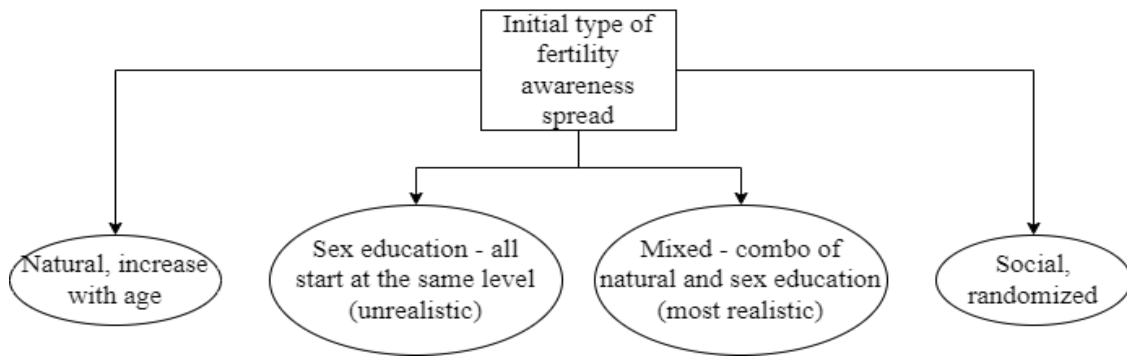 Initial type of
fertility
awareness
spread
Natural, increase
with age
Sex education - all
start at the same level
(unrealistic)
Mixed - combo of
natural and sex education
(most realistic)
Social,
randomized